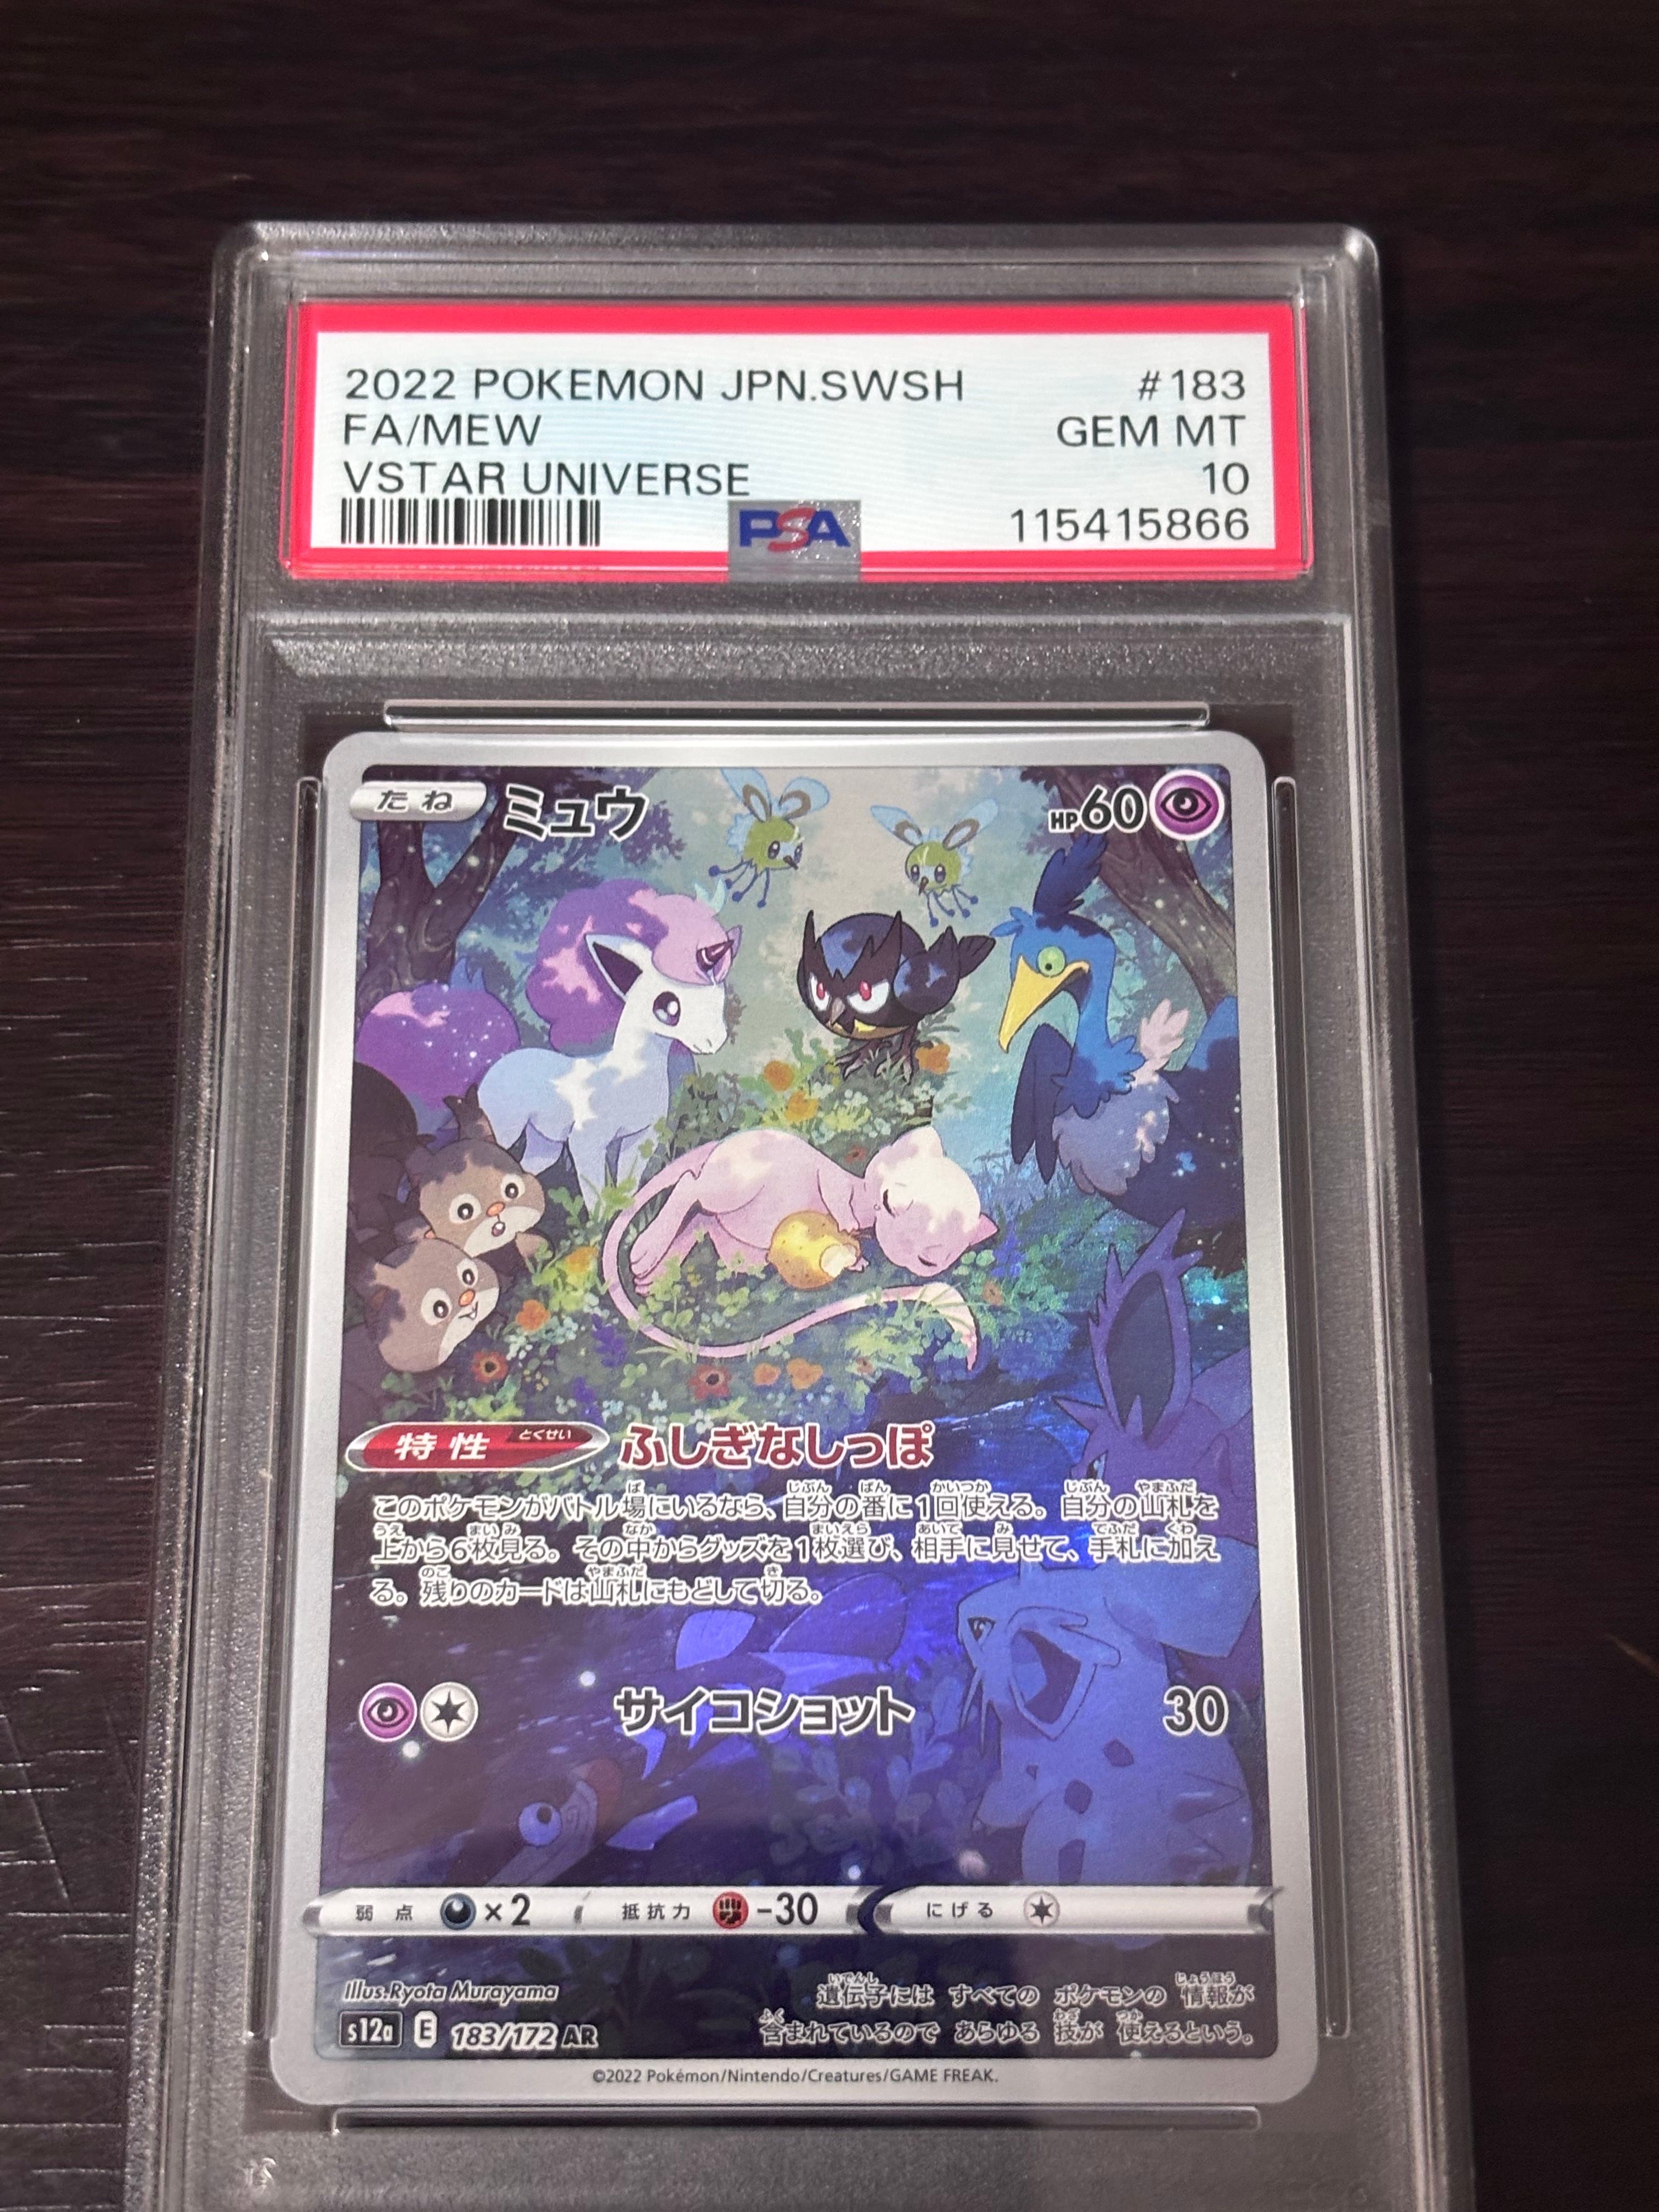 2022 POKEMON JPN.SWSH #183
FA/MEW GEM MT
VSTAR UNIVERSE 10
PSA 115415866
たね ミュウ HP60
特性 とくせい ふしぎなしっぽ
このポケモンがバトル場にいるなら、自分の番に1回使える。自分の山札を
上から6枚見る。その中からグッズを1枚選び、相手に見せて、手札に加え
る。残りのカードは山札にもどして切る。
サイコショット 30
弱点 ×2 抵抗力 -30 にげる
Illus.Ryota Murayama
s12a E 183/172 AR
遺伝子には すべての ポケモンの 情報が
含まれているので あらゆる 技が 使えるという。
©2022 Pokémon/Nintendo/Creatures/GAME FREAK.